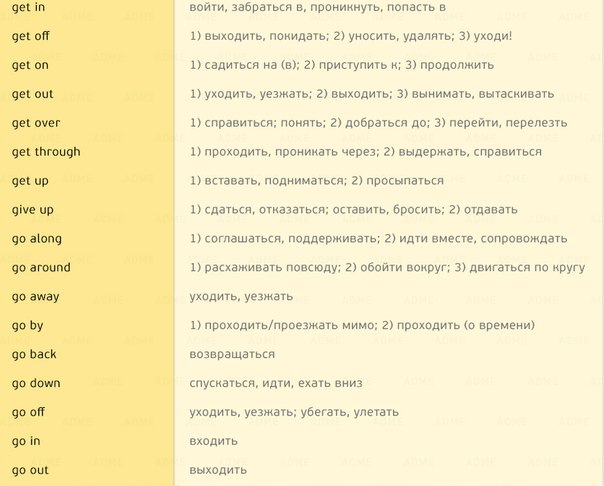 get in войти, забраться в, проникнуть, попасть в
get off 1) выходить, покидать; 2) уносить, удалять; 3) уходи!
get on 1) садиться на (в); 2) приступить к; 3) продолжить
get out 1) уходить, уезжать; 2) выходить; 3) вынимать, вытаскивать
get over 1) справиться; понять; 2) добраться до; 3) перейти, перелезть
get through 1) проходить, проникать через; 2) выдержать, справиться
get up 1) вставать, подниматься; 2) просыпаться
give up 1) сдаться, отказаться; оставить, бросить; 2) отдавать
go along 1) соглашаться, поддерживать; 2) идти вместе, сопровождать
go around 1) расхаживать повсюду; 2) обойти вокруг; 3) двигаться по кругу
go away уходить, уезжать
go by 1) проходить/проезжать мимо; 2) проходить (о времени)
go back возвращаться
go down спускаться, идти, ехать вниз
go off уходить, уезжать; убегать, улетать
go in входить
go out выходить